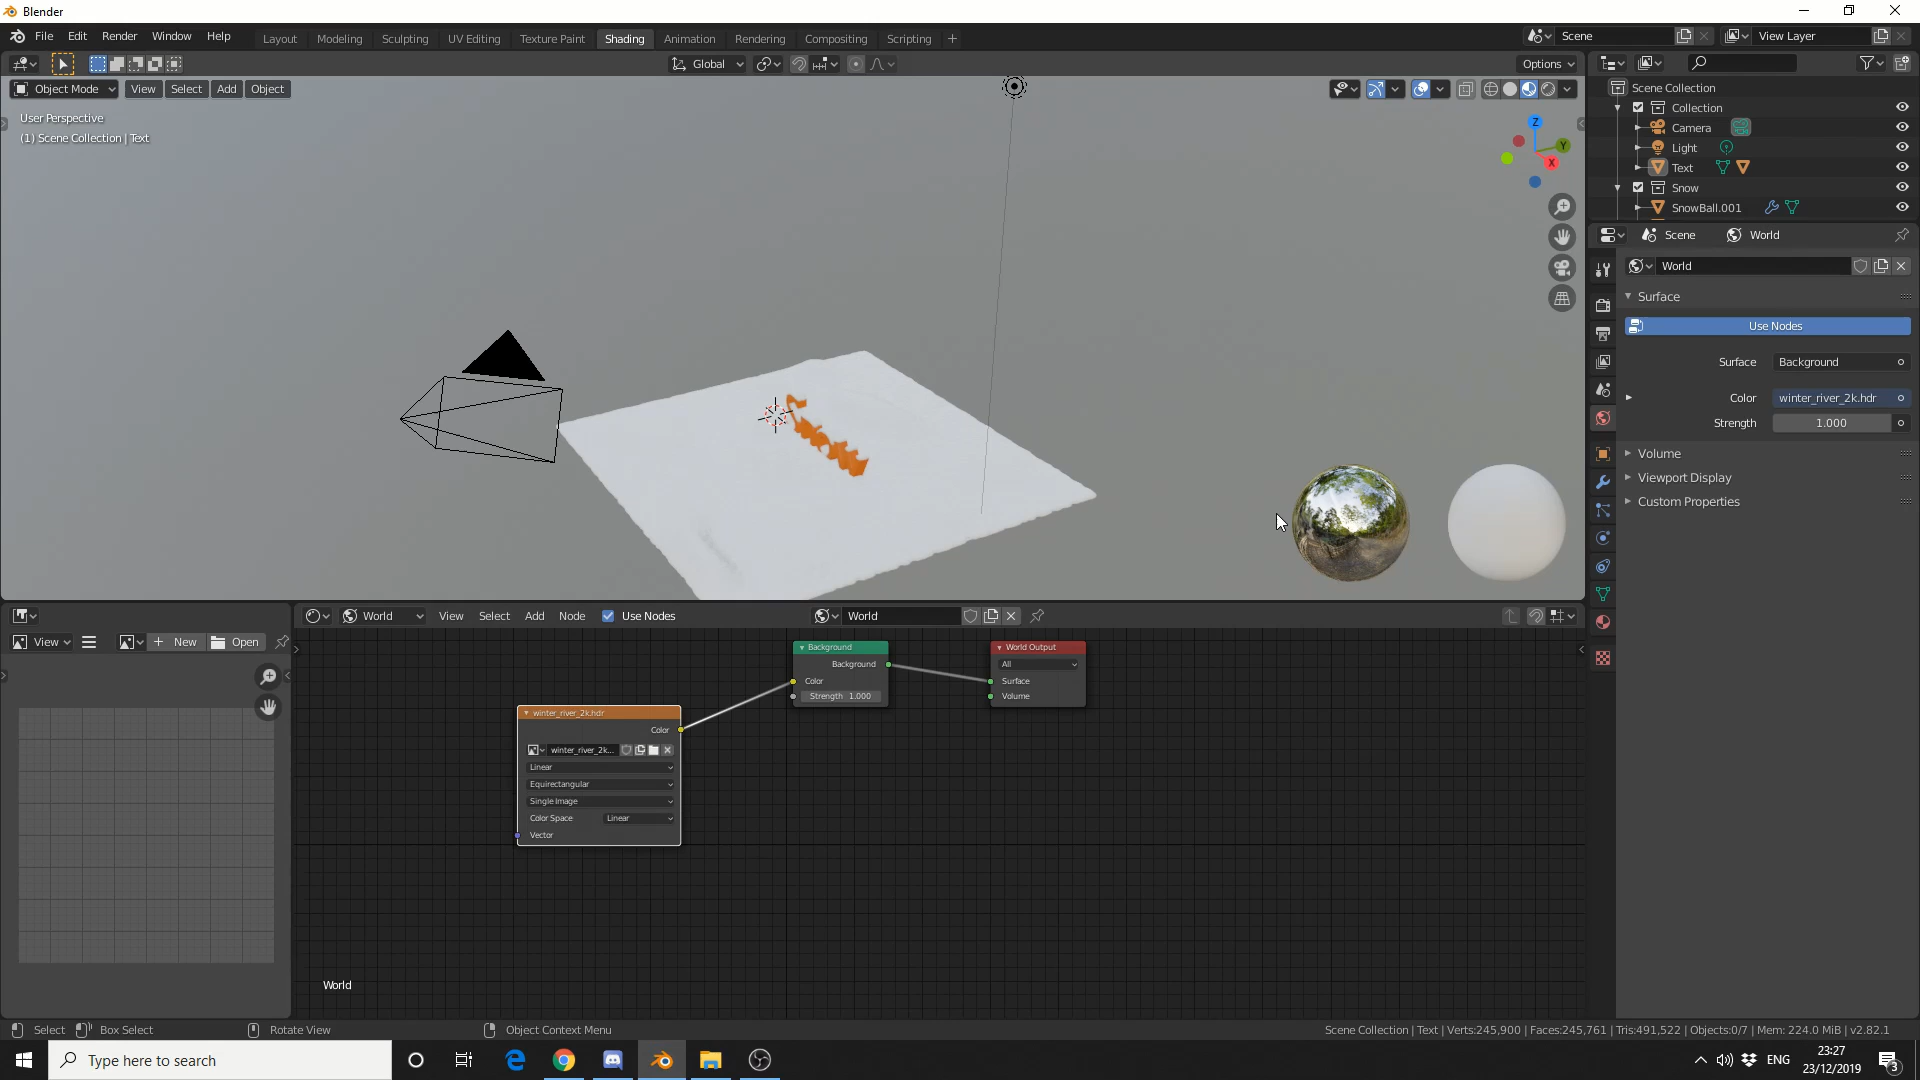 Blender
File Edit Render Window Help
Layout Modeling Sculpting UV Editing Texture Paint Shading Animation Rendering Compositing Scripting +
Scene
View Layer
Global
Options
Object Mode View Select Add Object
User Perspective
(1) Scene Collection | Text
Z
Y
X
Scene Collection
Collection
Camera
Light
Text
Snow
SnowBall.001
Scene World
World
Surface
Use Nodes
Surface Background
Color winter_river_2k.hdr
Strength 1.000
Volume
Viewport Display
Custom Properties
View New Open
World View Select Add Node Use Nodes World
Background
Background
Color
Strength 1.000
World Output
All
Surface
Volume
winter_river_2k.hdr
Color
winter_river_2k...
Linear
Equirectangular
Single Image
Color Space Linear
Vector
World
Select Box Select Rotate View Object Context Menu
Scene Collection | Text | Verts:245,900 | Faces:245,761 | Tris:491,522 | Objects:0/7 | Mem: 224.0 MiB | v2.82.1
Type here to search
ENG
23:27
23/12/2019
3